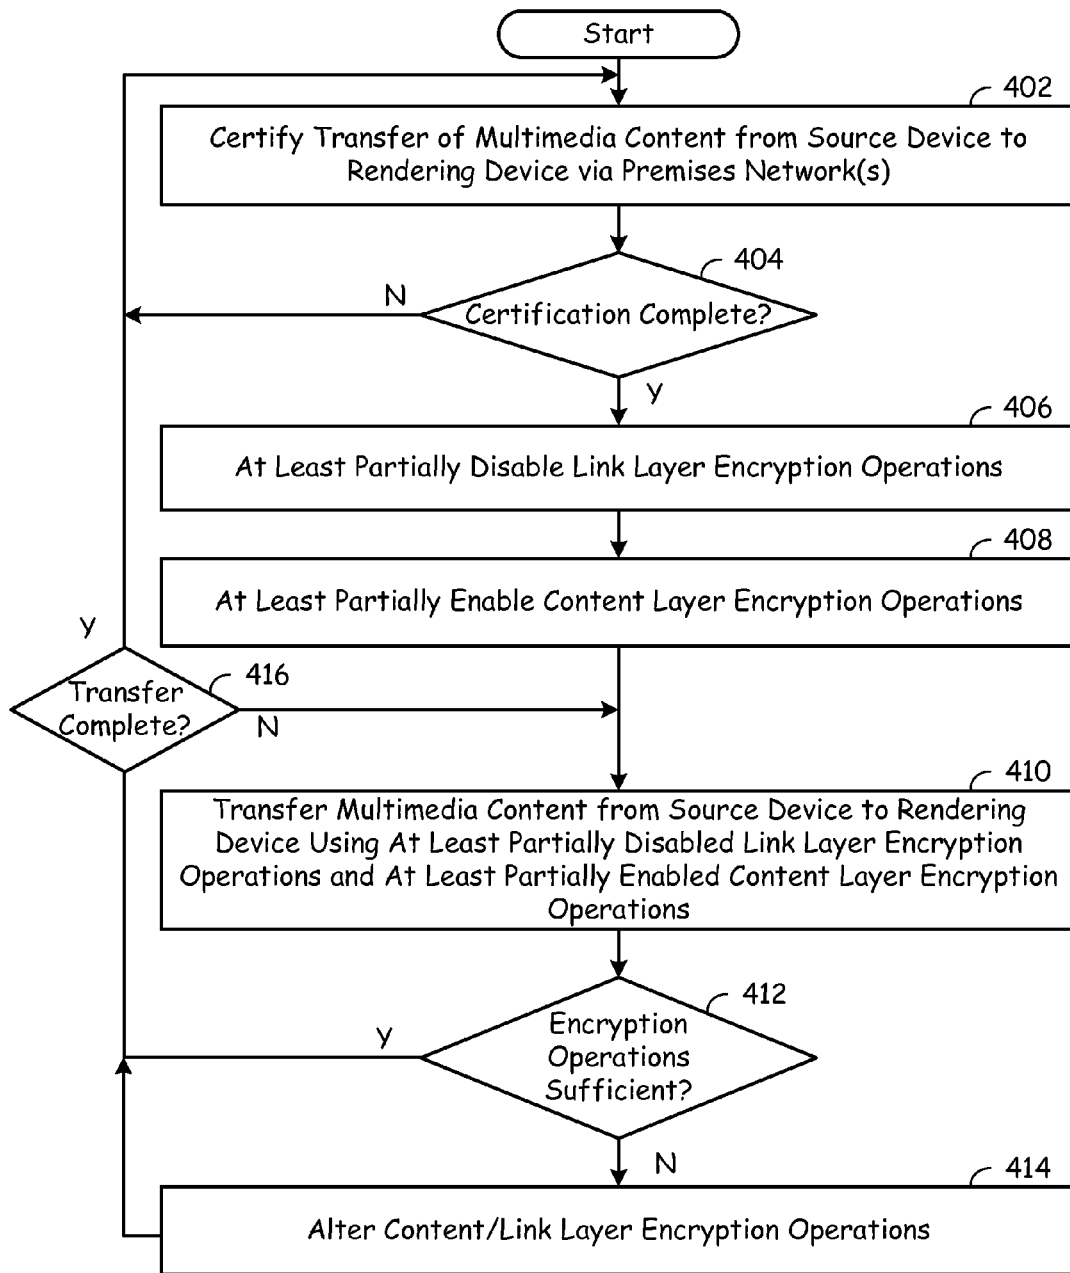 Start
402
Certify Transfer of Multimedia Content from Source Device to
Rendering Device via Premises Network(s)
404
N
Certification Complete?
Y
406
At Least Partially Disable Link Layer Encryption Operations
408
At Least Partially Enable Content Layer Encryption Operations
Y
416
Transfer
Complete?
N
410
Transfer Multimedia Content from Source Device to Rendering
Device Using At Least Partially Disabled Link Layer Encryption
Operations and At Least Partially Enabled Content Layer Encryption
Operations
412
Y
Encryption
Operations
Sufficient?
N
414
Alter Content/Link Layer Encryption Operations